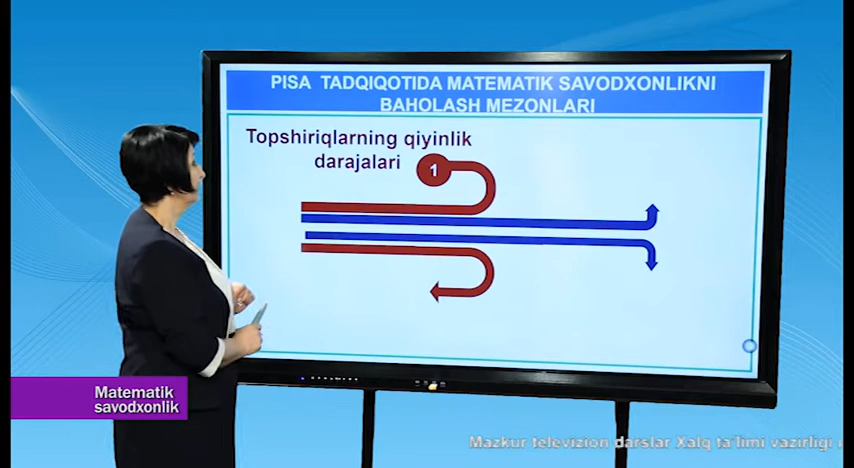 PISA TADQIQOTIDA MATEMATIK SAVODXONLIKNI
BAHOLASH MEZONLARI
Topshiriqlarning qiyinlik
darajalari
1
Matematik
savodxonlik
Mazkur televizion darslar Xalq ta'limi vazirligi